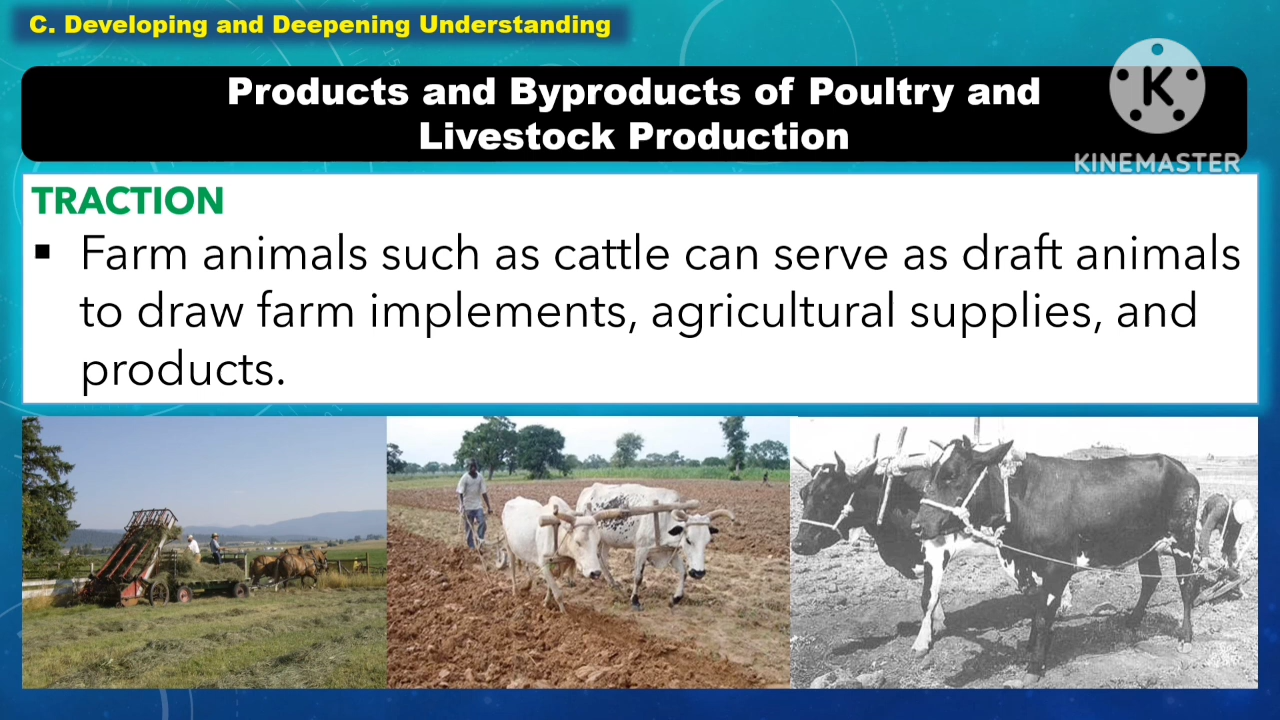 C. Developing and Deepening Understanding
Products and Byproducts of Poultry and
Livestock Production
K
KINEMASTER
TRACTION
▪ Farm animals such as cattle can serve as draft animals
to draw farm implements, agricultural supplies, and
products.